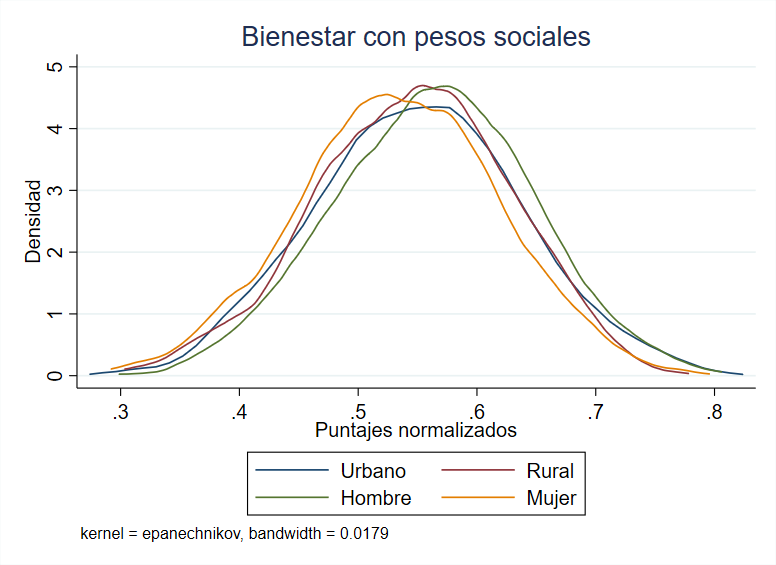 Bienestar con pesos sociales
Densidad
5
4
3
2
1
0
.3 .4 .5 .6 .7 .8
Puntajes normalizados
Urbano Rural
Hombre Mujer
kernel = epanechnikov, bandwidth = 0.0179